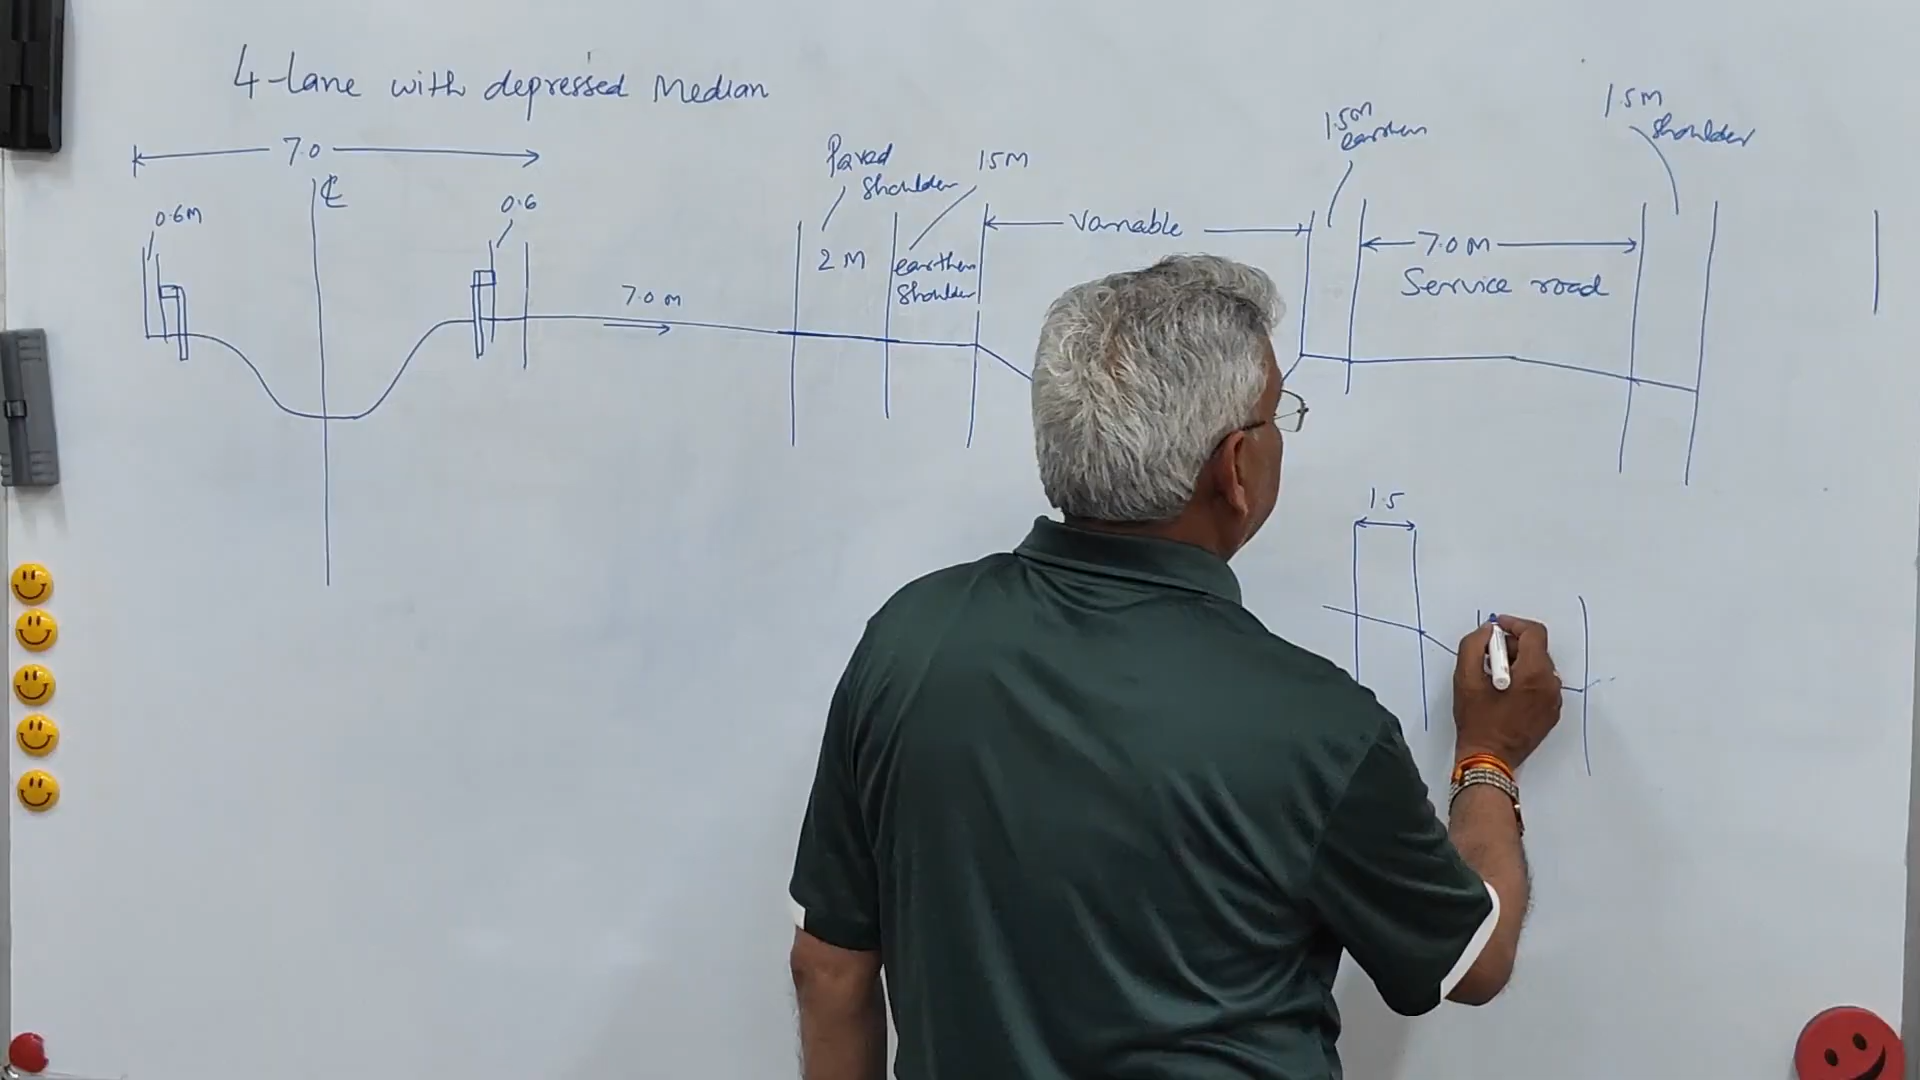 4-lane with depressed Median
7.0
℄
0.6M
0.6
7.0 m
Paved
shoulder
2 M
1.5M
earthen
shoulder
Variable
1.5m
earthen
7.0 M
Service road
1.5M
shoulder
1.5